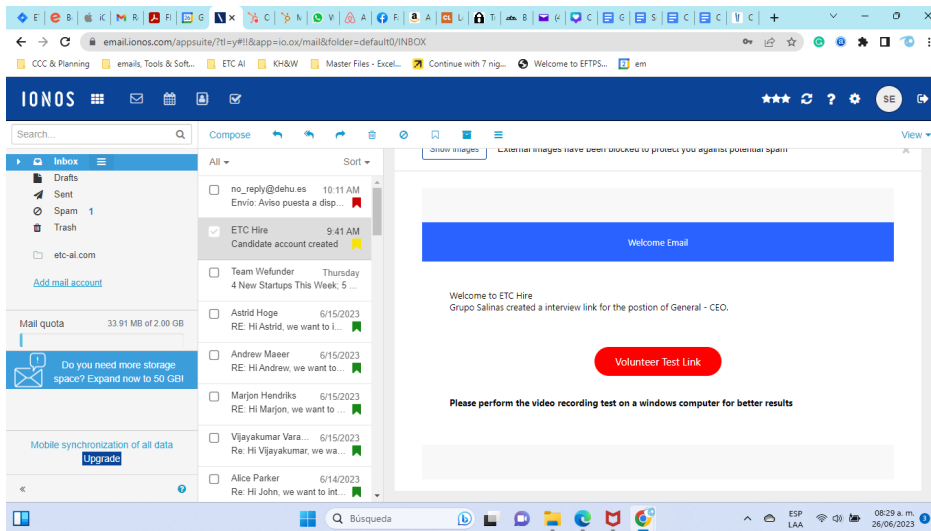 email.ionos.com/appsuite/?tl=y#!!&app=io.ox/mail&folder=default0/INBOX
CCC & Planning
emails, Tools & Soft...
ETC AI
KH&W
Master Files - Excel...
Continue with 7 nig...
Welcome to EFTPS...
em
IONOS
SE
Search...
Compose
View
Inbox
Drafts
Sent
Spam 1
Trash
etc-ai.com
Add mail account
Mail quota 33.91 MB of 2.00 GB
Do you need more storage
space? Expand now to 50 GB!
Mobile synchronization of all data
Upgrade
All
Sort
no_reply@dehu.es 10:11 AM
Envío: Aviso puesta a disp...
ETC Hire 9:41 AM
Candidate account created
Team Wefunder Thursday
4 New Startups This Week; 5 ...
Astrid Hoge 6/15/2023
RE: Hi Astrid, we want to i...
Andrew Maeer 6/15/2023
RE: Hi Andrew, we want to...
Marjon Hendriks 6/15/2023
RE: Hi Marjon, we want to ...
Vijayakumar Vara... 6/15/2023
Re: Hi Vijayakumar, we wa...
Alice Parker 6/14/2023
Re: Hi John, we want to int...
Show images
External images have been blocked to protect you against potential spam
Welcome Email
Welcome to ETC Hire
Grupo Salinas created a interview link for the postion of General - CEO.
Volunteer Test Link
Please perform the video recording test on a windows computer for better results
Búsqueda
ESP
LAA
08:29 a. m.
26/06/2023